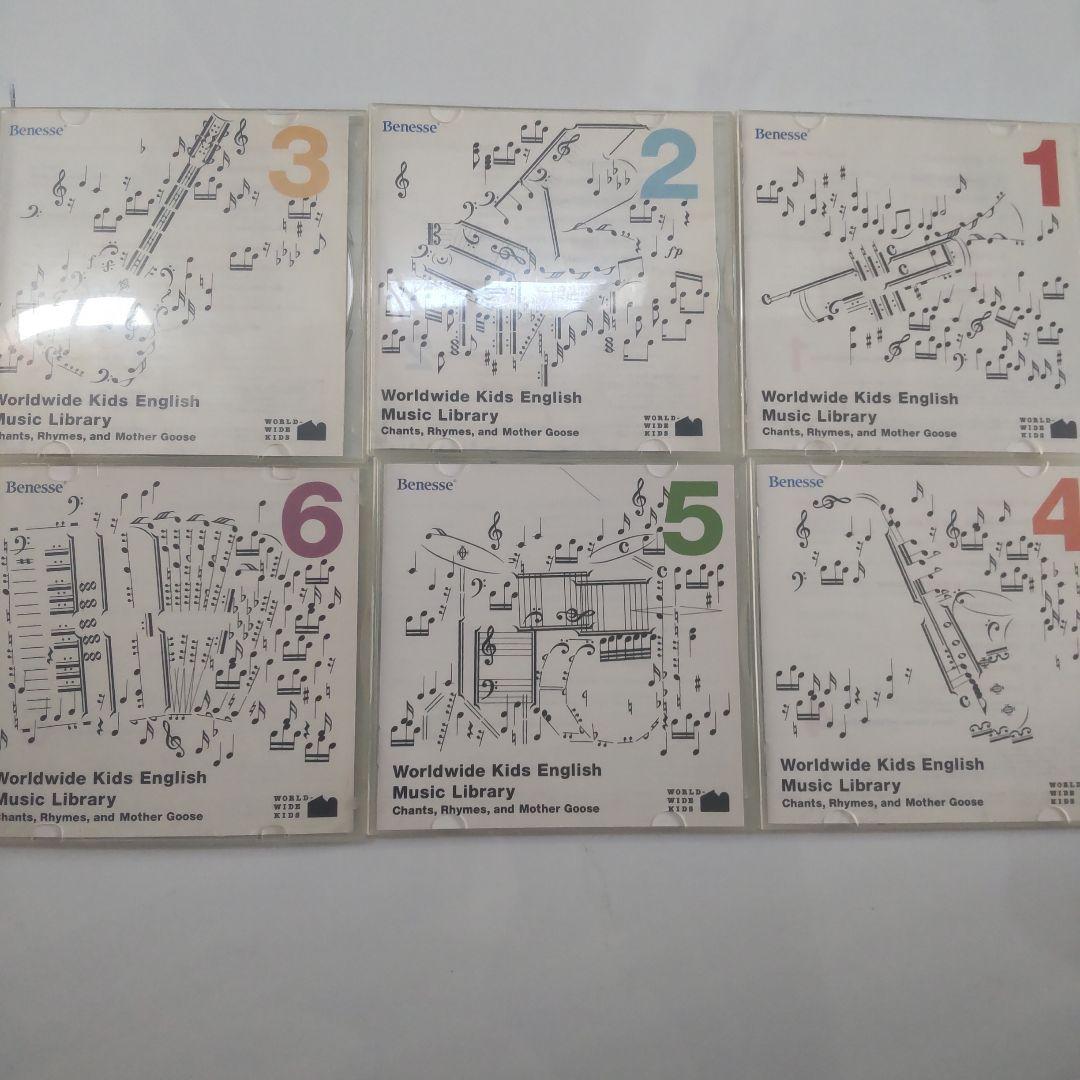 Benesse
3
Worldwide Kids English
Music Library
Chants, Rhymes, and Mother Goose
WORLD-
WIDE
KIDS
Benesse
2
Worldwide Kids English
Music Library
Chants, Rhymes, and Mother Goose
WORLD-
WIDE
KIDS
Benesse
1
Worldwide Kids English
Music Library
Chants, Rhymes, and Mother Goose
WORLD-
WIDE
KIDS
Benesse
6
Worldwide Kids English
Music Library
Chants, Rhymes, and Mother Goose
WORLD-
WIDE
KIDS
Benesse
5
Worldwide Kids English
Music Library
Chants, Rhymes, and Mother Goose
WORLD-
WIDE
KIDS
Benesse
4
Worldwide Kids English
Music Library
Chants, Rhymes, and Mother Goose
WORLD
WIDE
KIDS